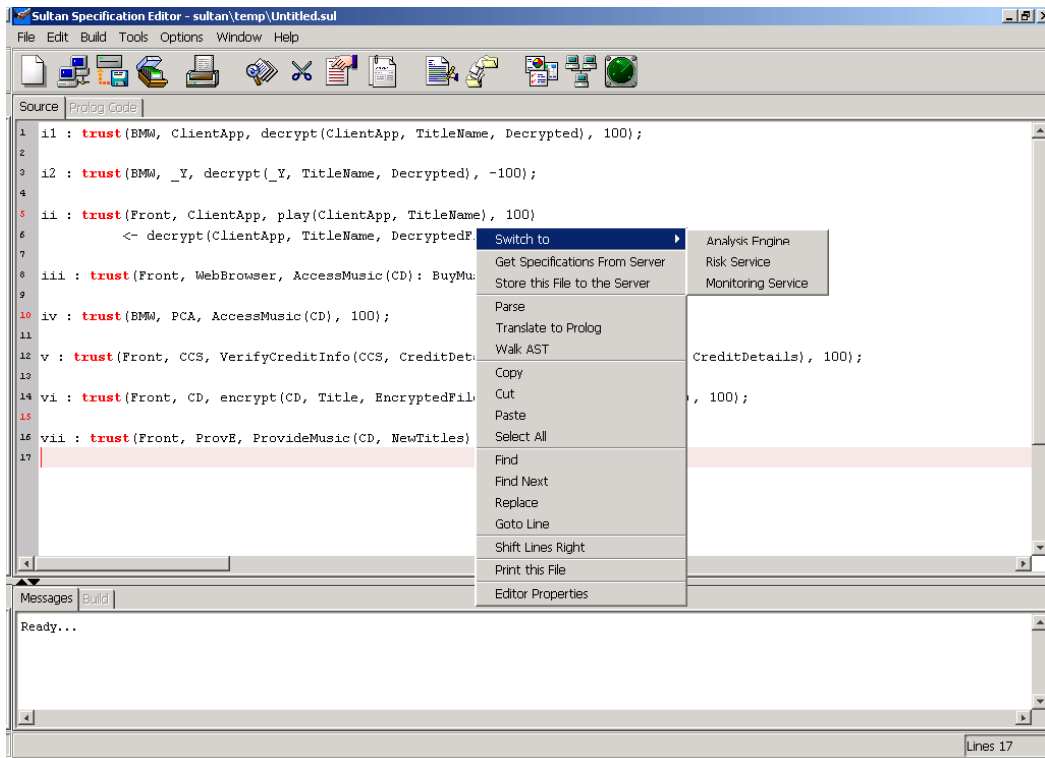 Sultan Specification Editor - sultan\temp\Untitled.sul
File Edit Build Tools Options Window Help
Source Prolog Code
1 i1 : trust(BMW, ClientApp, decrypt(ClientApp, TitleName, Decrypted), 100);
2
3 i2 : trust(BMW, _Y, decrypt(_Y, TitleName, Decrypted), -100);
4
5 ii : trust(Front, ClientApp, play(ClientApp, TitleName), 100)
6 <- decrypt(ClientApp, TitleName, DecryptedF
7
8 iii : trust(Front, WebBrowser, AccessMusic(CD): BuyMu
9
10 iv : trust(BMW, PCA, AccessMusic(CD), 100);
11
12 v : trust(Front, CCS, VerifyCreditInfo(CCS, CreditDet CreditDetails), 100);
13
14 vi : trust(Front, CD, encrypt(CD, Title, EncryptedFil , 100);
15
16 vii : trust(Front, ProvE, ProvideMusic(CD, NewTitles)
17
Switch to
Get Specifications From Server
Store this File to the Server
Parse
Translate to Prolog
Walk AST
Copy
Cut
Paste
Select All
Find
Find Next
Replace
Goto Line
Shift Lines Right
Print this File
Editor Properties
Analysis Engine
Risk Service
Monitoring Service
Messages Build
Ready...
Lines 17